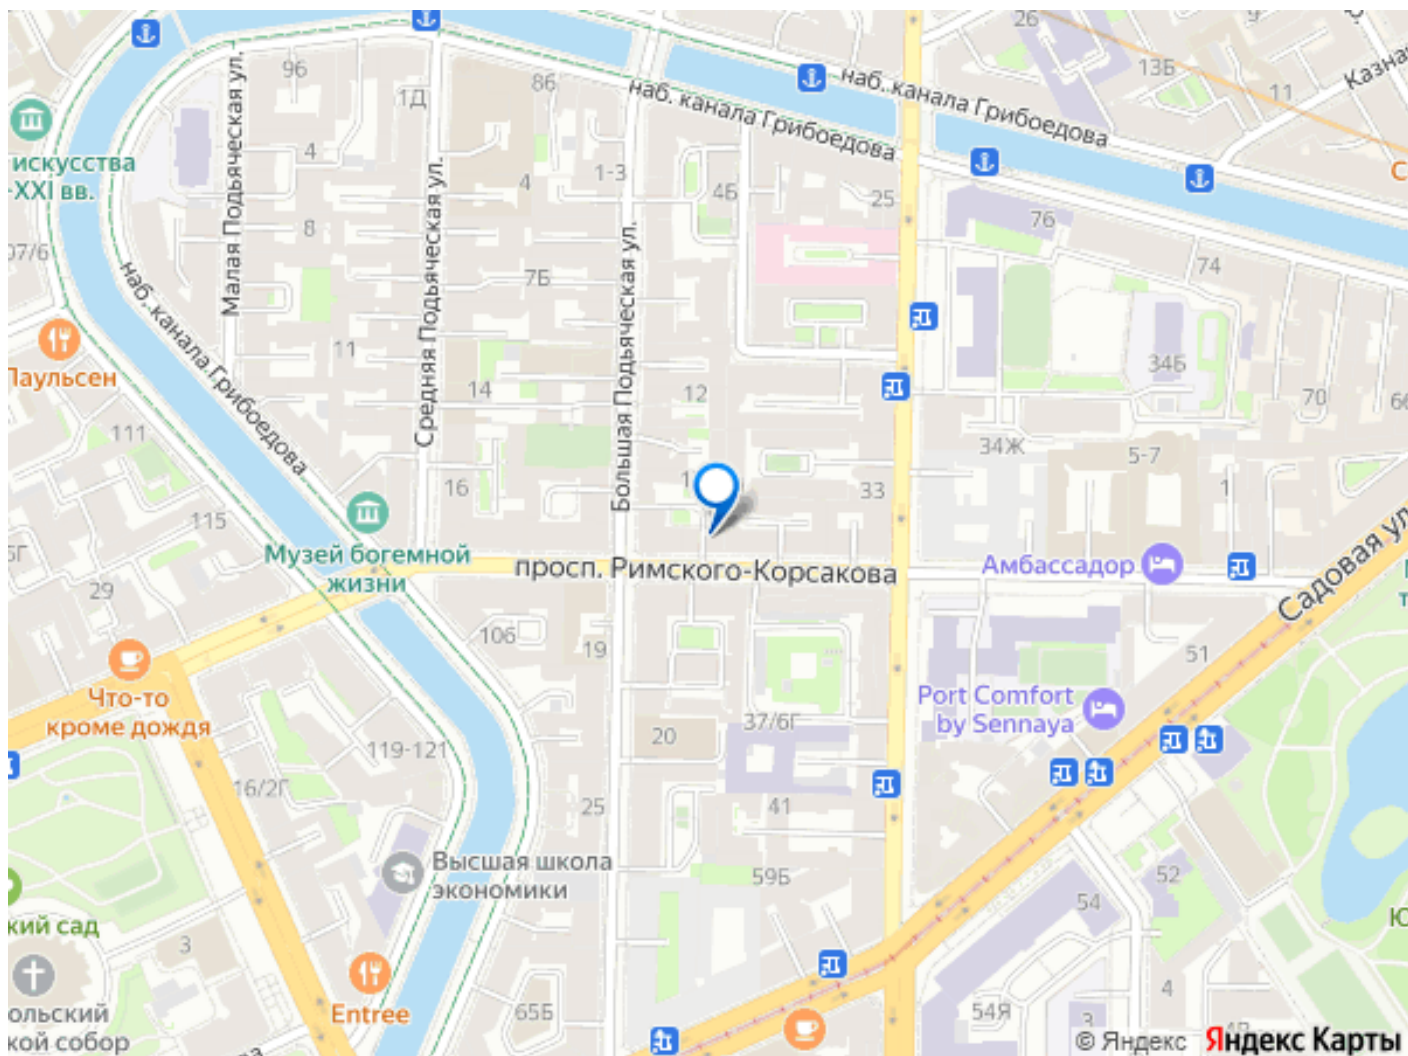 96
86
26
13Б
Казна
11
1Д
наб. канала Грибоедова
наб. канала Грибоедова
искусства
-XXI вв.
Малая Подьяческая ул.
4
4
1-3
4Б
25
76
74
Средняя Подьяческая ул.
Большая Подьяческая ул.
8
7Б
07/6
наб. канала Грибоедова
11
14
12
34Б
70
66
Паульсен
111
34Ж
5-7
16
33
1
115
Музей богемной
жизни
просп. Римского-Корсакова
Амбассадор
Садовая ул.
29
106
19
51
Что-то
кроме дождя
Port Comfort
by Sennaya
37/6Г
20
119-121
16/2Г
25
41
Высшая школа
экономики
59Б
52
54
кий сад
3
Entree
65Б
54Я
3
4
ольский
кой собор
4В
© Яндекс
Яндекс Карты